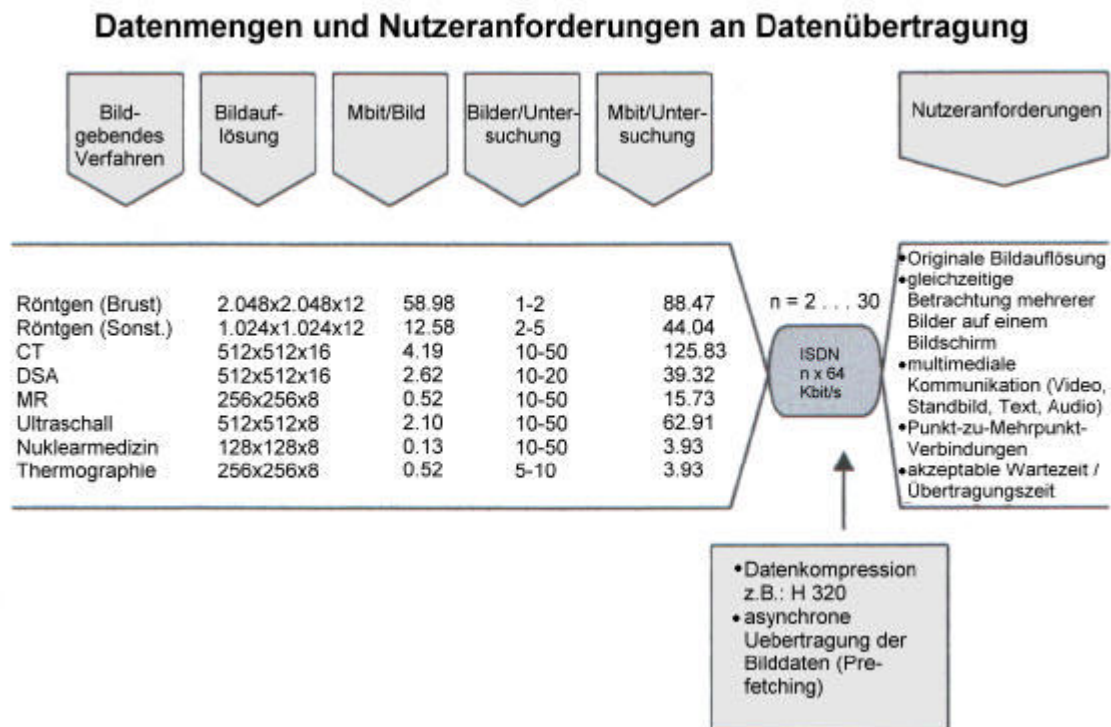 Datenmengen und Nutzeranforderungen an Datenübertragung
Bild-
gebendes
Verfahren
Bildauf-
lösung
Mbit/Bild
Bilder/Unter-
suchung
Mbit/Unter-
suchung
Nutzeranforderungen
Röntgen (Brust) 2.048x2.048x12 58.98 1-2 88.47
Röntgen (Sonst.) 1.024x1.024x12 12.58 2-5 44.04
CT 512x512x16 4.19 10-50 125.83
DSA 512x512x16 2.62 10-20 39.32
MR 256x256x8 0.52 10-50 15.73
Ultraschall 512x512x8 2.10 10-50 62.91
Nuklearmedizin 128x128x8 0.13 10-50 3.93
Thermographie 256x256x8 0.52 5-10 3.93
n = 2 . . . 30
ISDN
n x 64
Kbit/s
•Originale Bildauflösung
•gleichzeitige
Betrachtung mehrerer
Bilder auf einem
Bildschirm
•multimediale
Kommunikation (Video,
Standbild, Text, Audio)
•Punkt-zu-Mehrpunkt-
Verbindungen
•akzeptable Wartezeit /
Übertragungszeit
•Datenkompression
z.B.: H 320
•asynchrone
Uebertragung der
Bilddaten (Pre-
fetching)